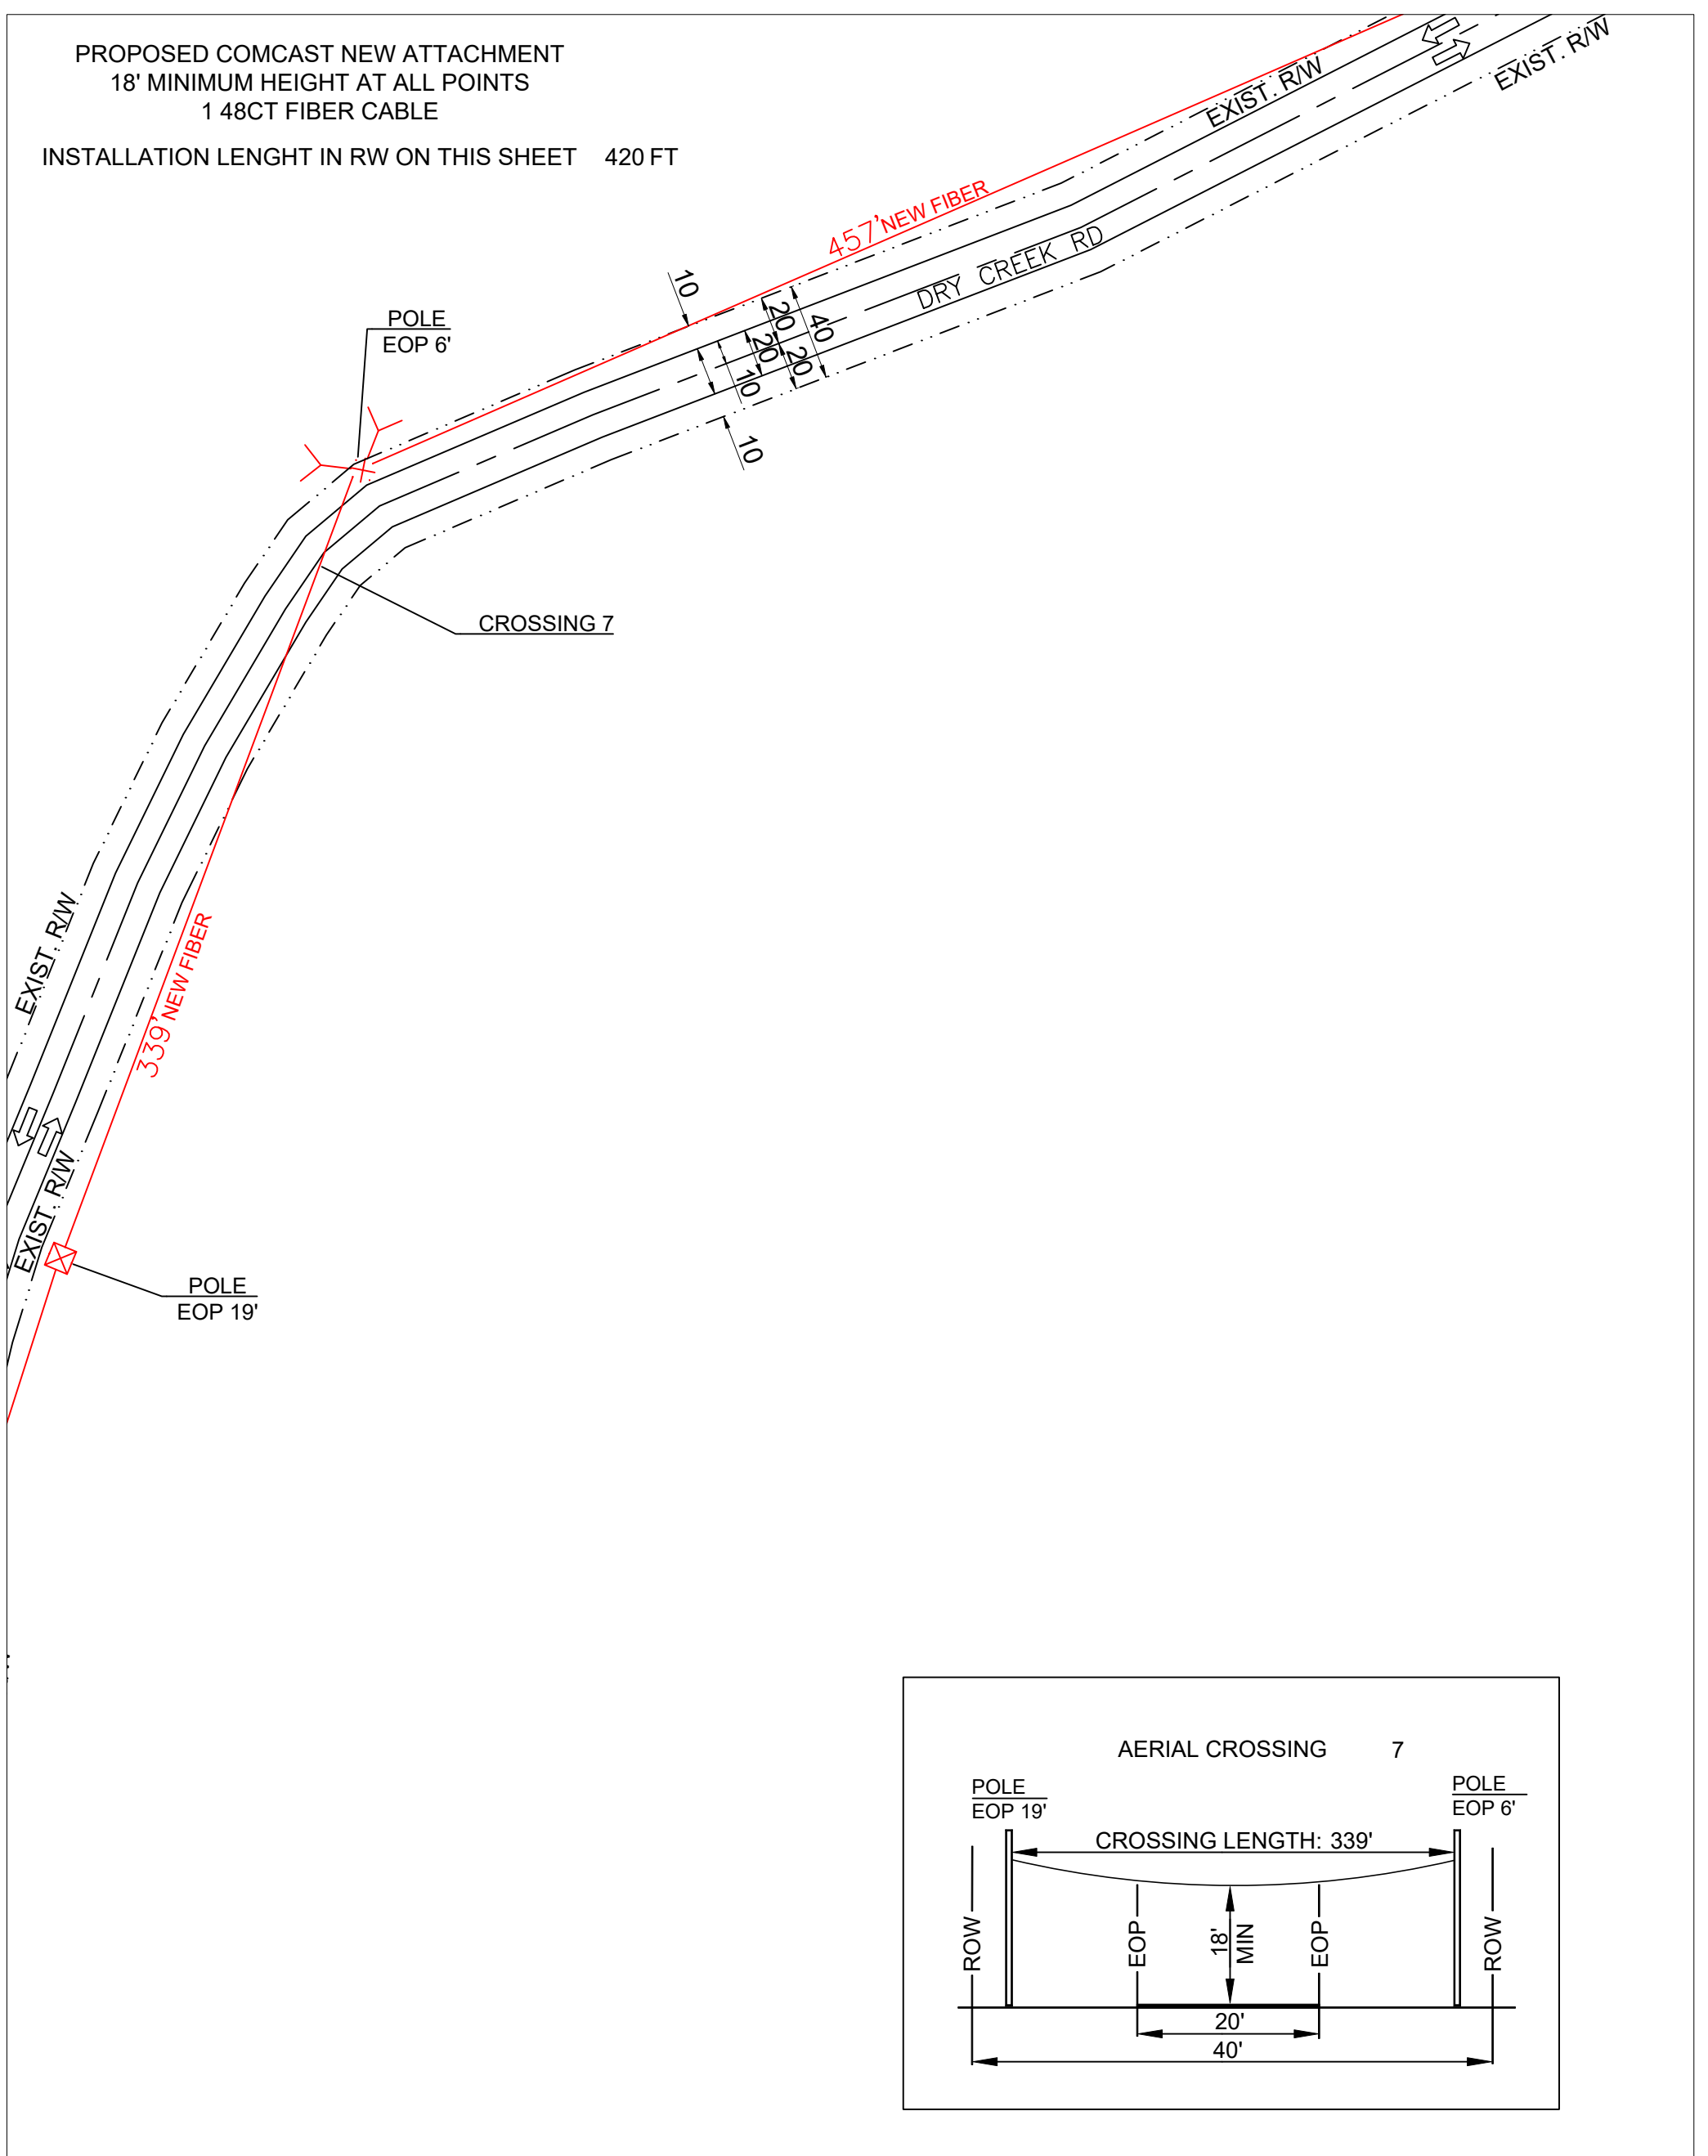 PROPOSED COMCAST NEW ATTACHMENT
18' MINIMUM HEIGHT AT ALL POINTS
1 48CT FIBER CABLE
INSTALLATION LENGHT IN RW ON THIS SHEET 420 FT
EXIST. R/W
EXIST. R/W
457' NEW FIBER
DRY CREEK RD
10
20
40
20
20
10
10
POLE
EOP 6'
CROSSING 7
EXIST. R/W
339' NEW FIBER
EXIST. R/W
POLE
EOP 19'
AERIAL CROSSING 7
POLE
EOP 19'
POLE
EOP 6'
CROSSING LENGTH: 339'
ROW
EOP
18'
MIN
EOP
ROW
20'
40'